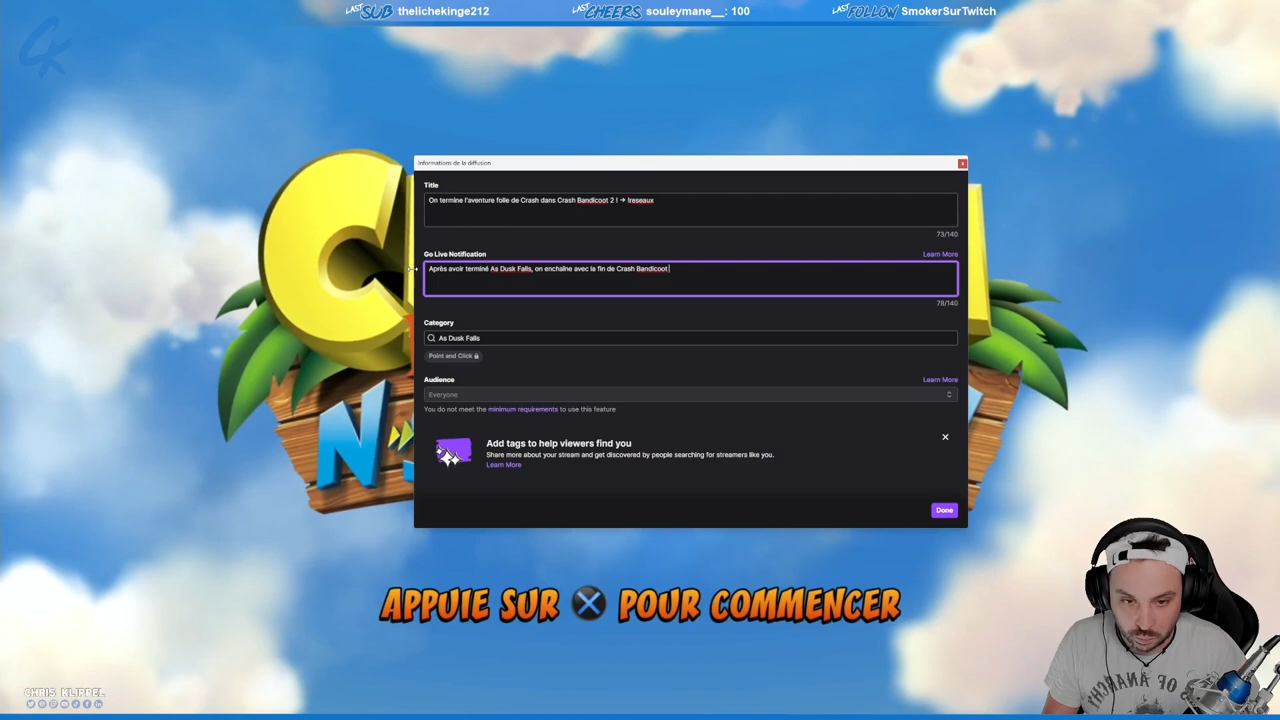 LAST SUB thelichekinge212
LAST CHEERS souleymane__: 100
LAST FOLLOW SmokerSurTwitch
Informations de la diffusion
Title
On termine l'aventure folle de Crash dans Crash Bandicoot 2 ! → !reseaux
73/140
Go Live Notification
Learn More
Après avoir terminé As Dusk Falls, on enchaîne avec la fin de Crash Bandicoot
78/140
Category
As Dusk Falls
Point and Click
Audience
Learn More
Everyone
You do not meet the minimum requirements to use this feature
Add tags to help viewers find you
Share more about your stream and get discovered by people searching for streamers like you.
Learn More
Done
APPUIE SUR POUR COMMENCER
CHRIS KLIPPEL